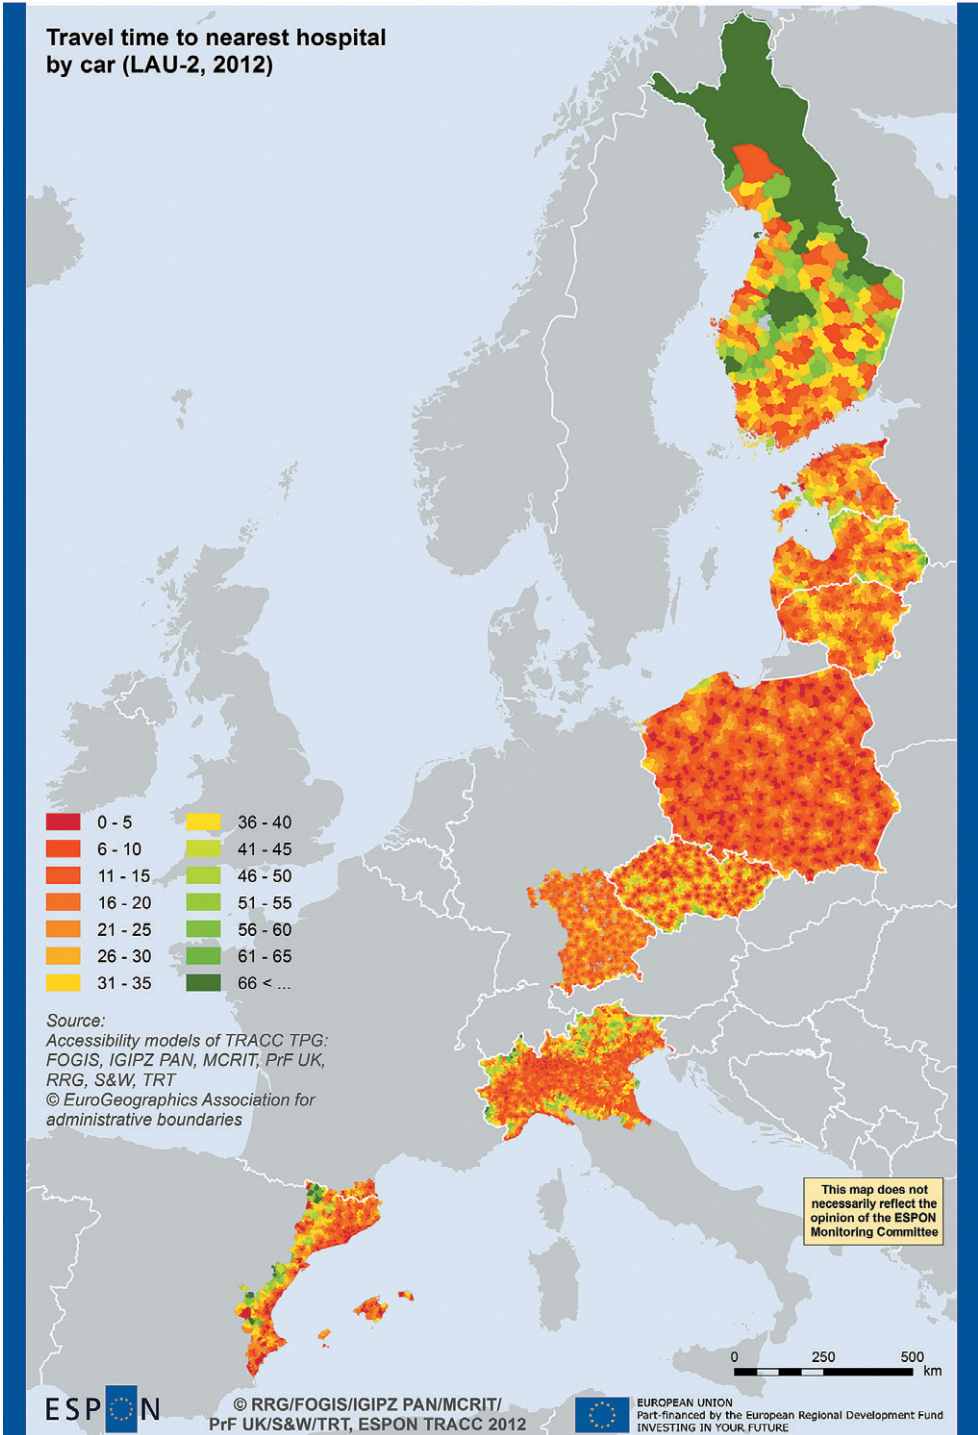 Travel time to nearest hospital
by car (LAU-2, 2012)
0 - 5
6 - 10
11 - 15
16 - 20
21 - 25
26 - 30
31 - 35
36 - 40
41 - 45
46 - 50
51 - 55
56 - 60
61 - 65
66 < ...
Source:
Accessibility models of TRACC TPG:
FOGIS, IGIPZ PAN, MCRIT, PrF UK,
RRG, S&W, TRT
© EuroGeographics Association for
administrative boundaries
This map does not
necessarily reflect the
opinion of the ESPON
Monitoring Committee
0 250 500
km
ESPON
© RRG/FOGIS/IGIPZ PAN/MCRIT/
PrF UK/S&W/TRT, ESPON TRACC 2012
EUROPEAN UNION
Part-financed by the European Regional Development Fund
INVESTING IN YOUR FUTURE